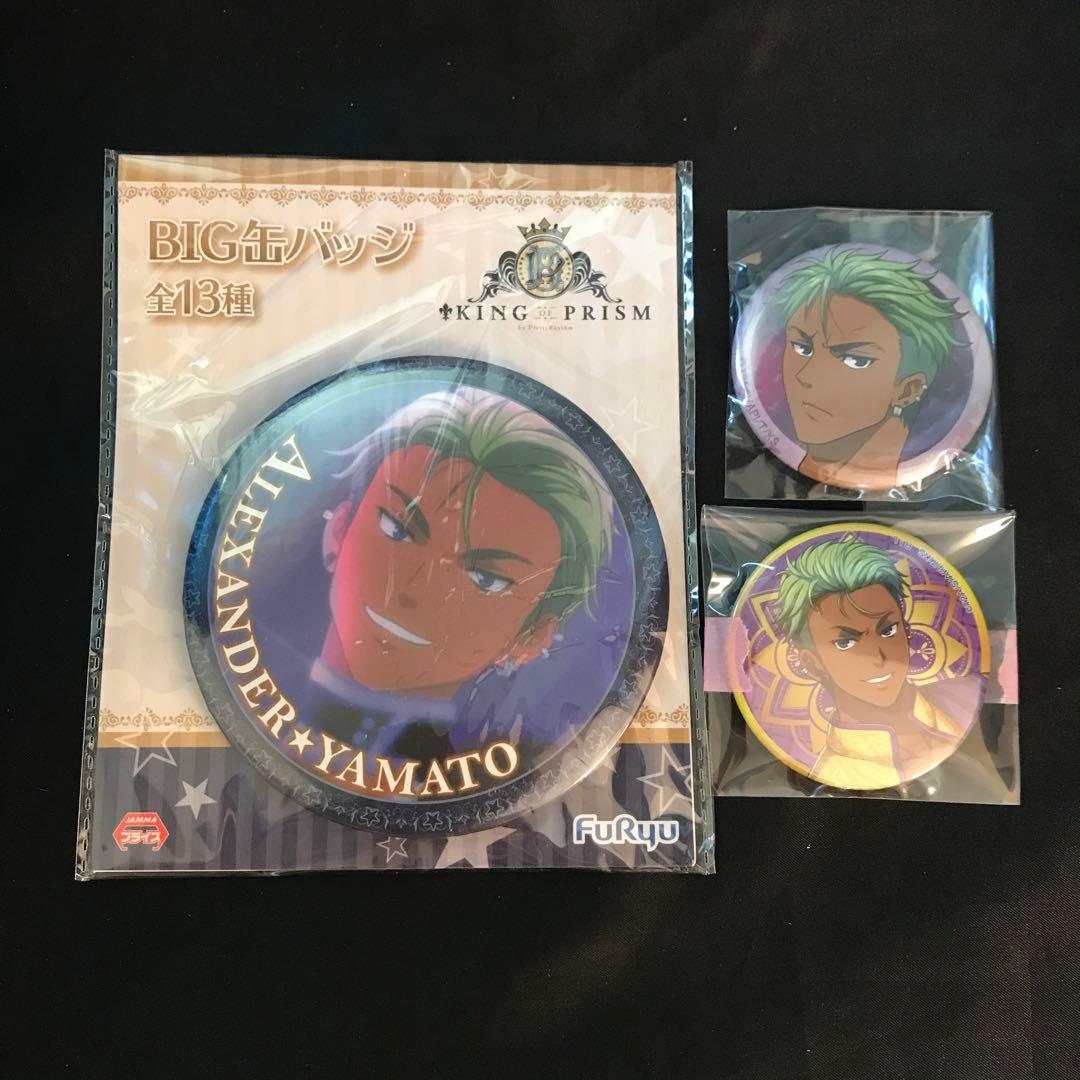 BIG缶バッジ
全13種
KING OF PRISM
by PrettyRhythm
ALEXANDER★YAMATO
JAMMA
プライズ
FuRyu